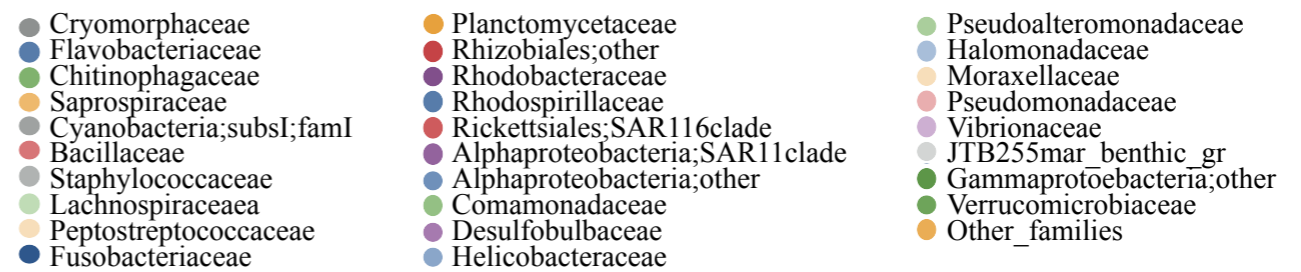 Cryomorphaceae
Flavobacteriaceae
Chitinophagaceae
Saprospiraceae
Cyanobacteria;subsI;famI
Bacillaceae
Staphylococcaceae
Lachnospiraceaea
Peptostreptococcaceae
Fusobacteriaceae
Planctomycetaceae
Rhizobiales;other
Rhodobacteraceae
Rhodospirillaceae
Rickettsiales;SAR116clade
Alphaproteobacteria;SAR11clade
Alphaproteobacteria;other
Comamonadaceae
Desulfobulbaceae
Helicobacteraceae
Pseudoalteromonadaceae
Halomonadaceae
Moraxellaceae
Pseudomonadaceae
Vibrionaceae
JTB255mar_benthic_gr
Gammaprotoebacteria;other
Verrucomicrobiaceae
Other_families